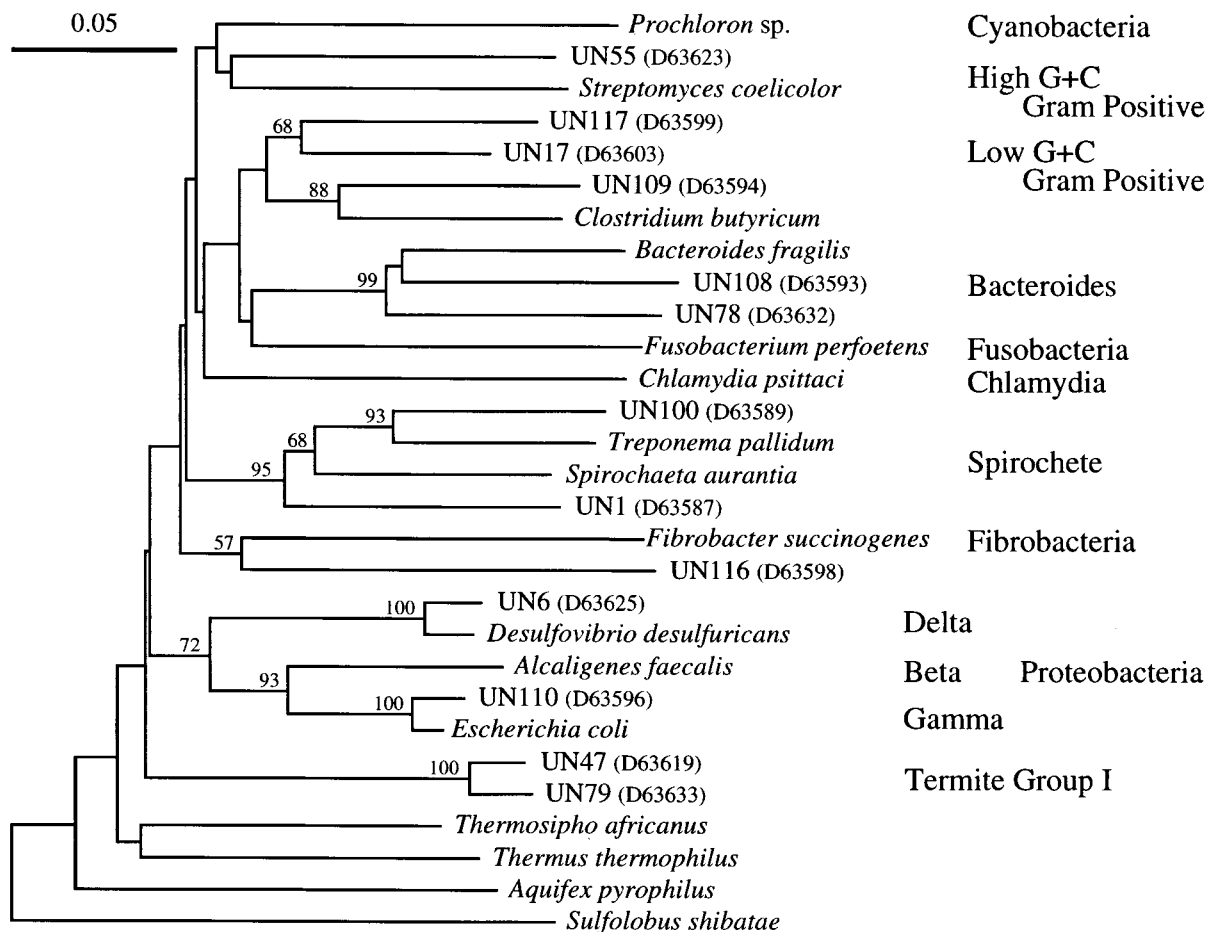 0.05
Prochloron sp.
Cyanobacteria
UN55 (D63623)
High G+C
Gram Positive
Streptomyces coelicolor
UN117 (D63599)
68
UN17 (D63603)
Low G+C
Gram Positive
UN109 (D63594)
88
Clostridium butyricum
Bacteroides fragilis
99
UN108 (D63593)
Bacteroides
UN78 (D63632)
Fusobacterium perfoetens
Fusobacteria
Chlamydia psittaci
Chlamydia
UN100 (D63589)
93
Treponema pallidum
68
Spirochete
95
Spirochaeta aurantia
UN1 (D63587)
57
Fibrobacter succinogenes
Fibrobacteria
UN116 (D63598)
UN6 (D63625)
100
Delta
Desulfovibrio desulfuricans
72
Alcaligenes faecalis
Beta Proteobacteria
93
UN110 (D63596)
100
Gamma
Escherichia coli
UN47 (D63619)
100
Termite Group I
UN79 (D63633)
Thermosipho africanus
Thermus thermophilus
Aquifex pyrophilus
Sulfolobus shibatae